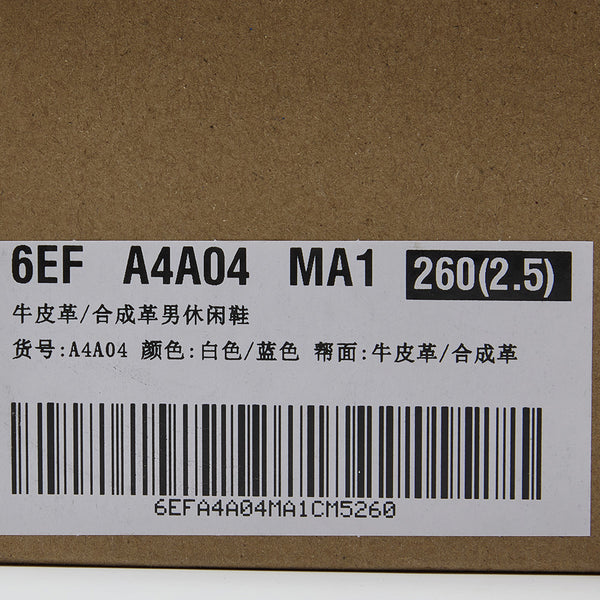 6EF A4A04 MA1 260(2.5)
牛皮革/合成革男休闲鞋
货号:A4A04 颜色:白色/蓝色 帮面:牛皮革/合成革
6EFA4A04MA1CM5260